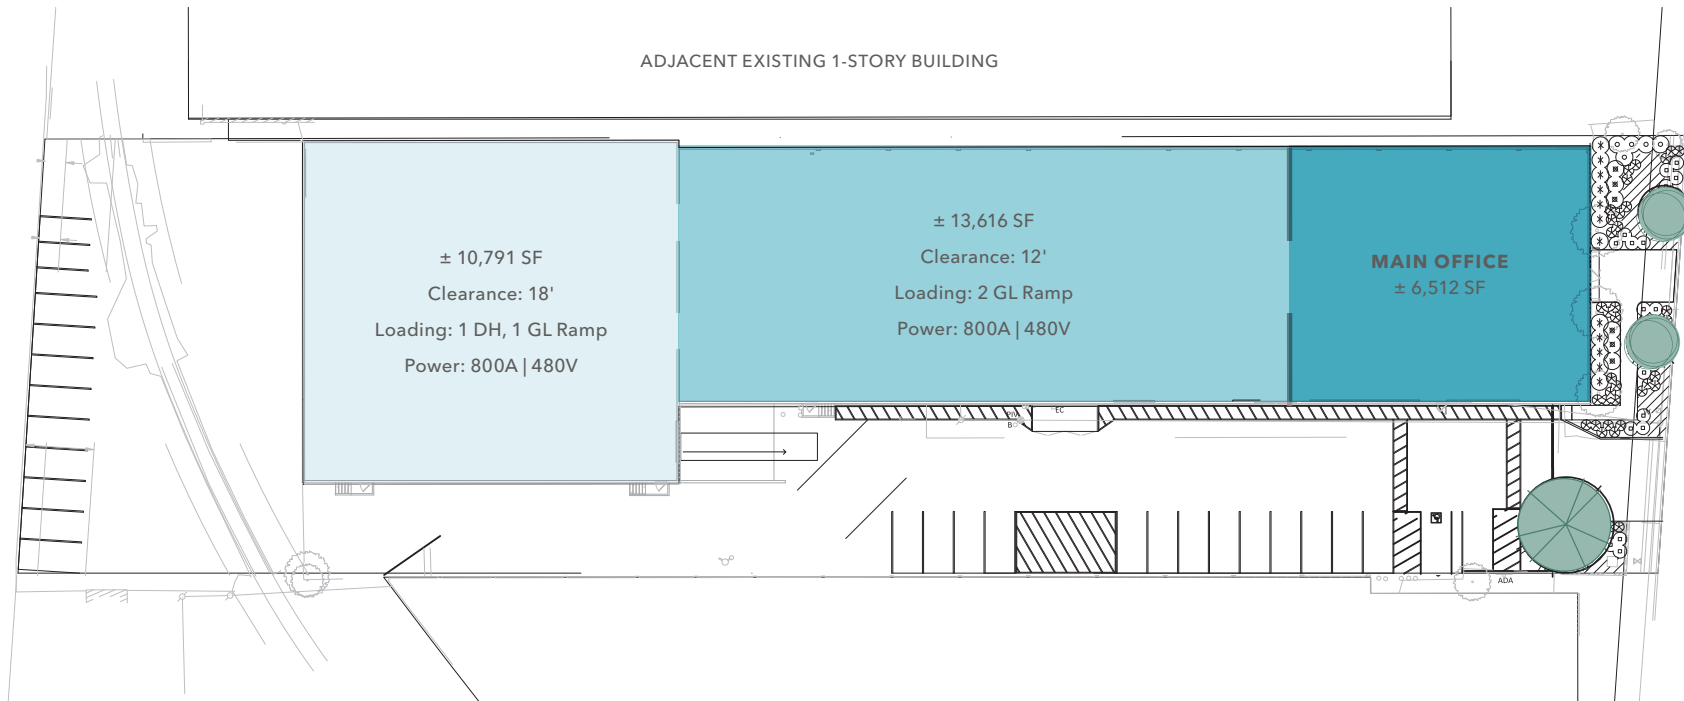 ADJACENT EXISTING 1-STORY BUILDING
± 10,791 SF
Clearance: 18'
Loading: 1 DH, 1 GL Ramp
Power: 800A | 480V
± 13,616 SF
Clearance: 12'
Loading: 2 GL Ramp
Power: 800A | 480V
MAIN OFFICE
± 6,512 SF
PIV
EC
B
ADA